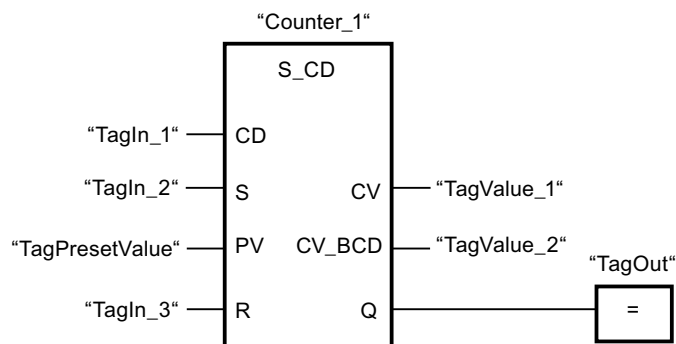 “Counter_1“
S_CD
“TagIn_1“ CD
“TagIn_2“ S CV “TagValue_1“
“TagPresetValue“ PV CV_BCD “TagValue_2“
“TagOut“
“TagIn_3“ R Q =